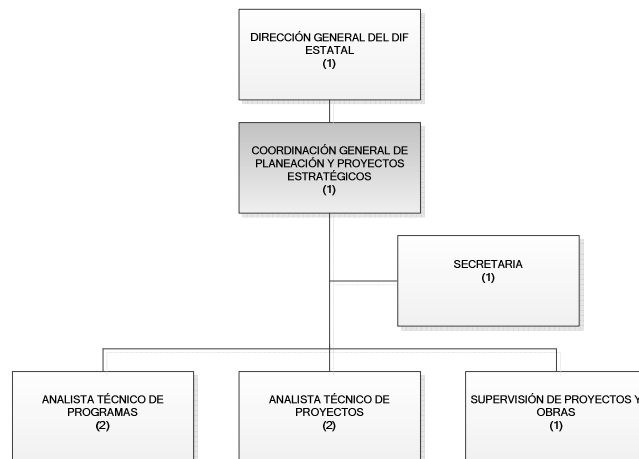 DIRECCIÓN GENERAL DEL DIF
ESTATAL
(1)
COORDINACIÓN GENERAL DE
PLANEACIÓN Y PROYECTOS
ESTRATÉGICOS
(1)
SECRETARIA
(1)
ANALISTA TÉCNICO DE
PROGRAMAS
(2)
ANALISTA TÉCNICO DE
PROYECTOS
(2)
SUPERVISIÓN DE PROYECTOS Y
OBRAS
(1)